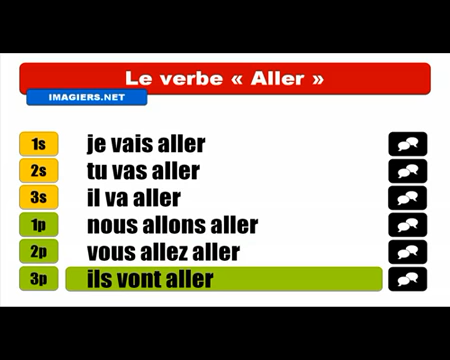 Le verbe « Aller »
IMAGIERS.NET
1s je vais aller
2s tu vas aller
3s il va aller
1p nous allons aller
2p vous allez aller
3p ils vont aller